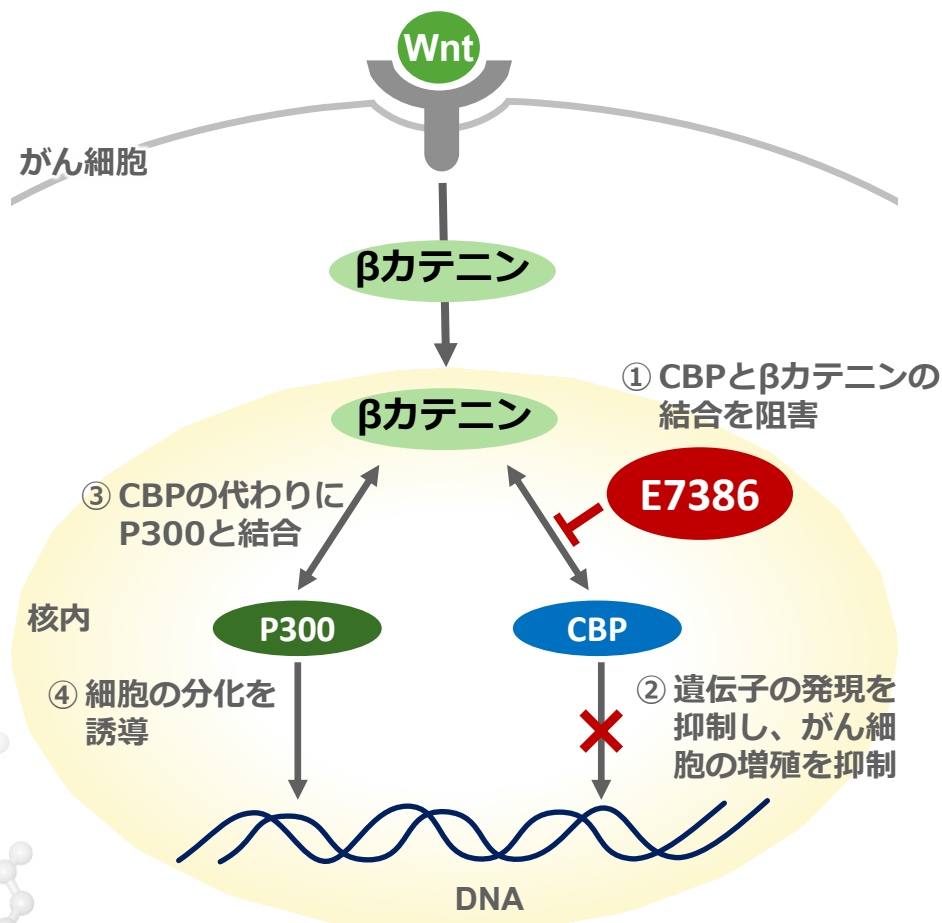 Wnt
がん細胞
βカテニン
βカテニン
① CBPとβカテニンの
結合を阻害
E7386
③ CBPの代わりに
P300と結合
核内
P300
CBP
④ 細胞の分化を
誘導
② 遺伝子の発現を
抑制し、がん細
胞の増殖を抑制
DNA